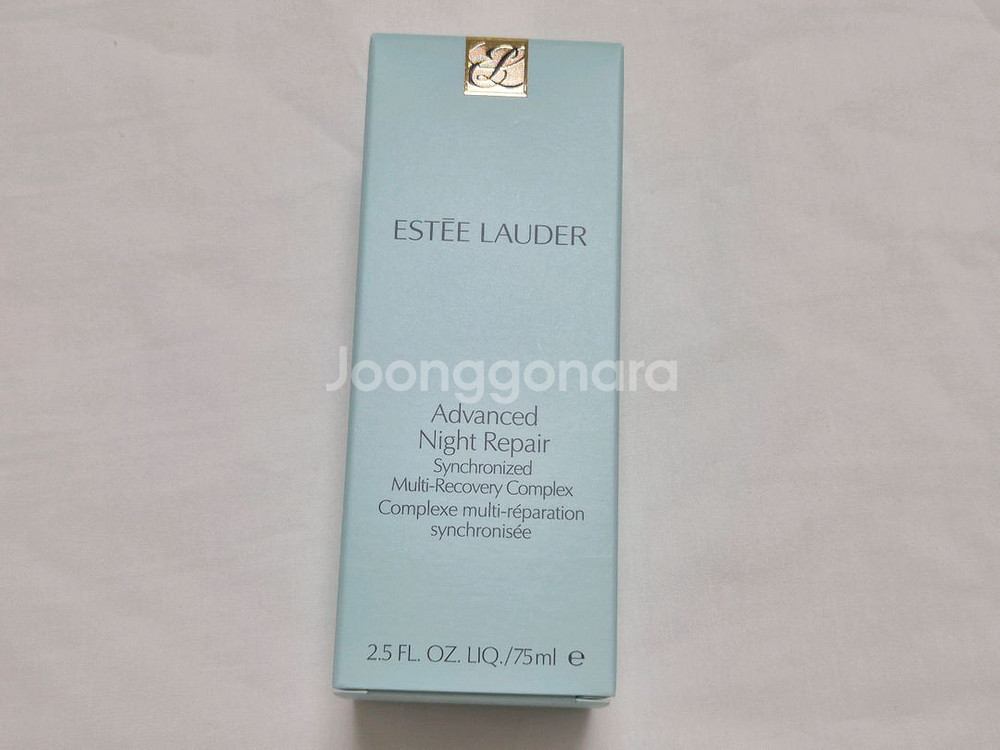 EL
ESTĒE LAUDER
Joonggonara
Advanced
Night Repair
Synchronized
Multi-Recovery Complex
Complexe multi-réparation
synchronisée
2.5 FL. OZ. LIQ./75ml ℮